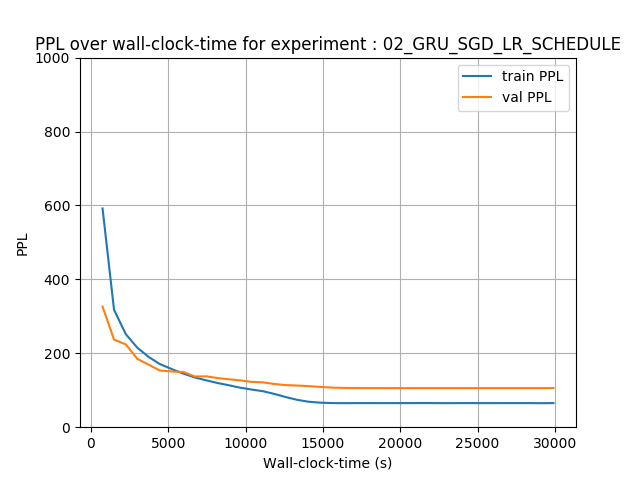 PPL over wall-clock-time for experiment : 02_GRU_SGD_LR_SCHEDULE
1000
train PPL
val PPL
800
600
PPL
400
200
0
0 5000 10000 15000 20000 25000 30000
Wall-clock-time (s)